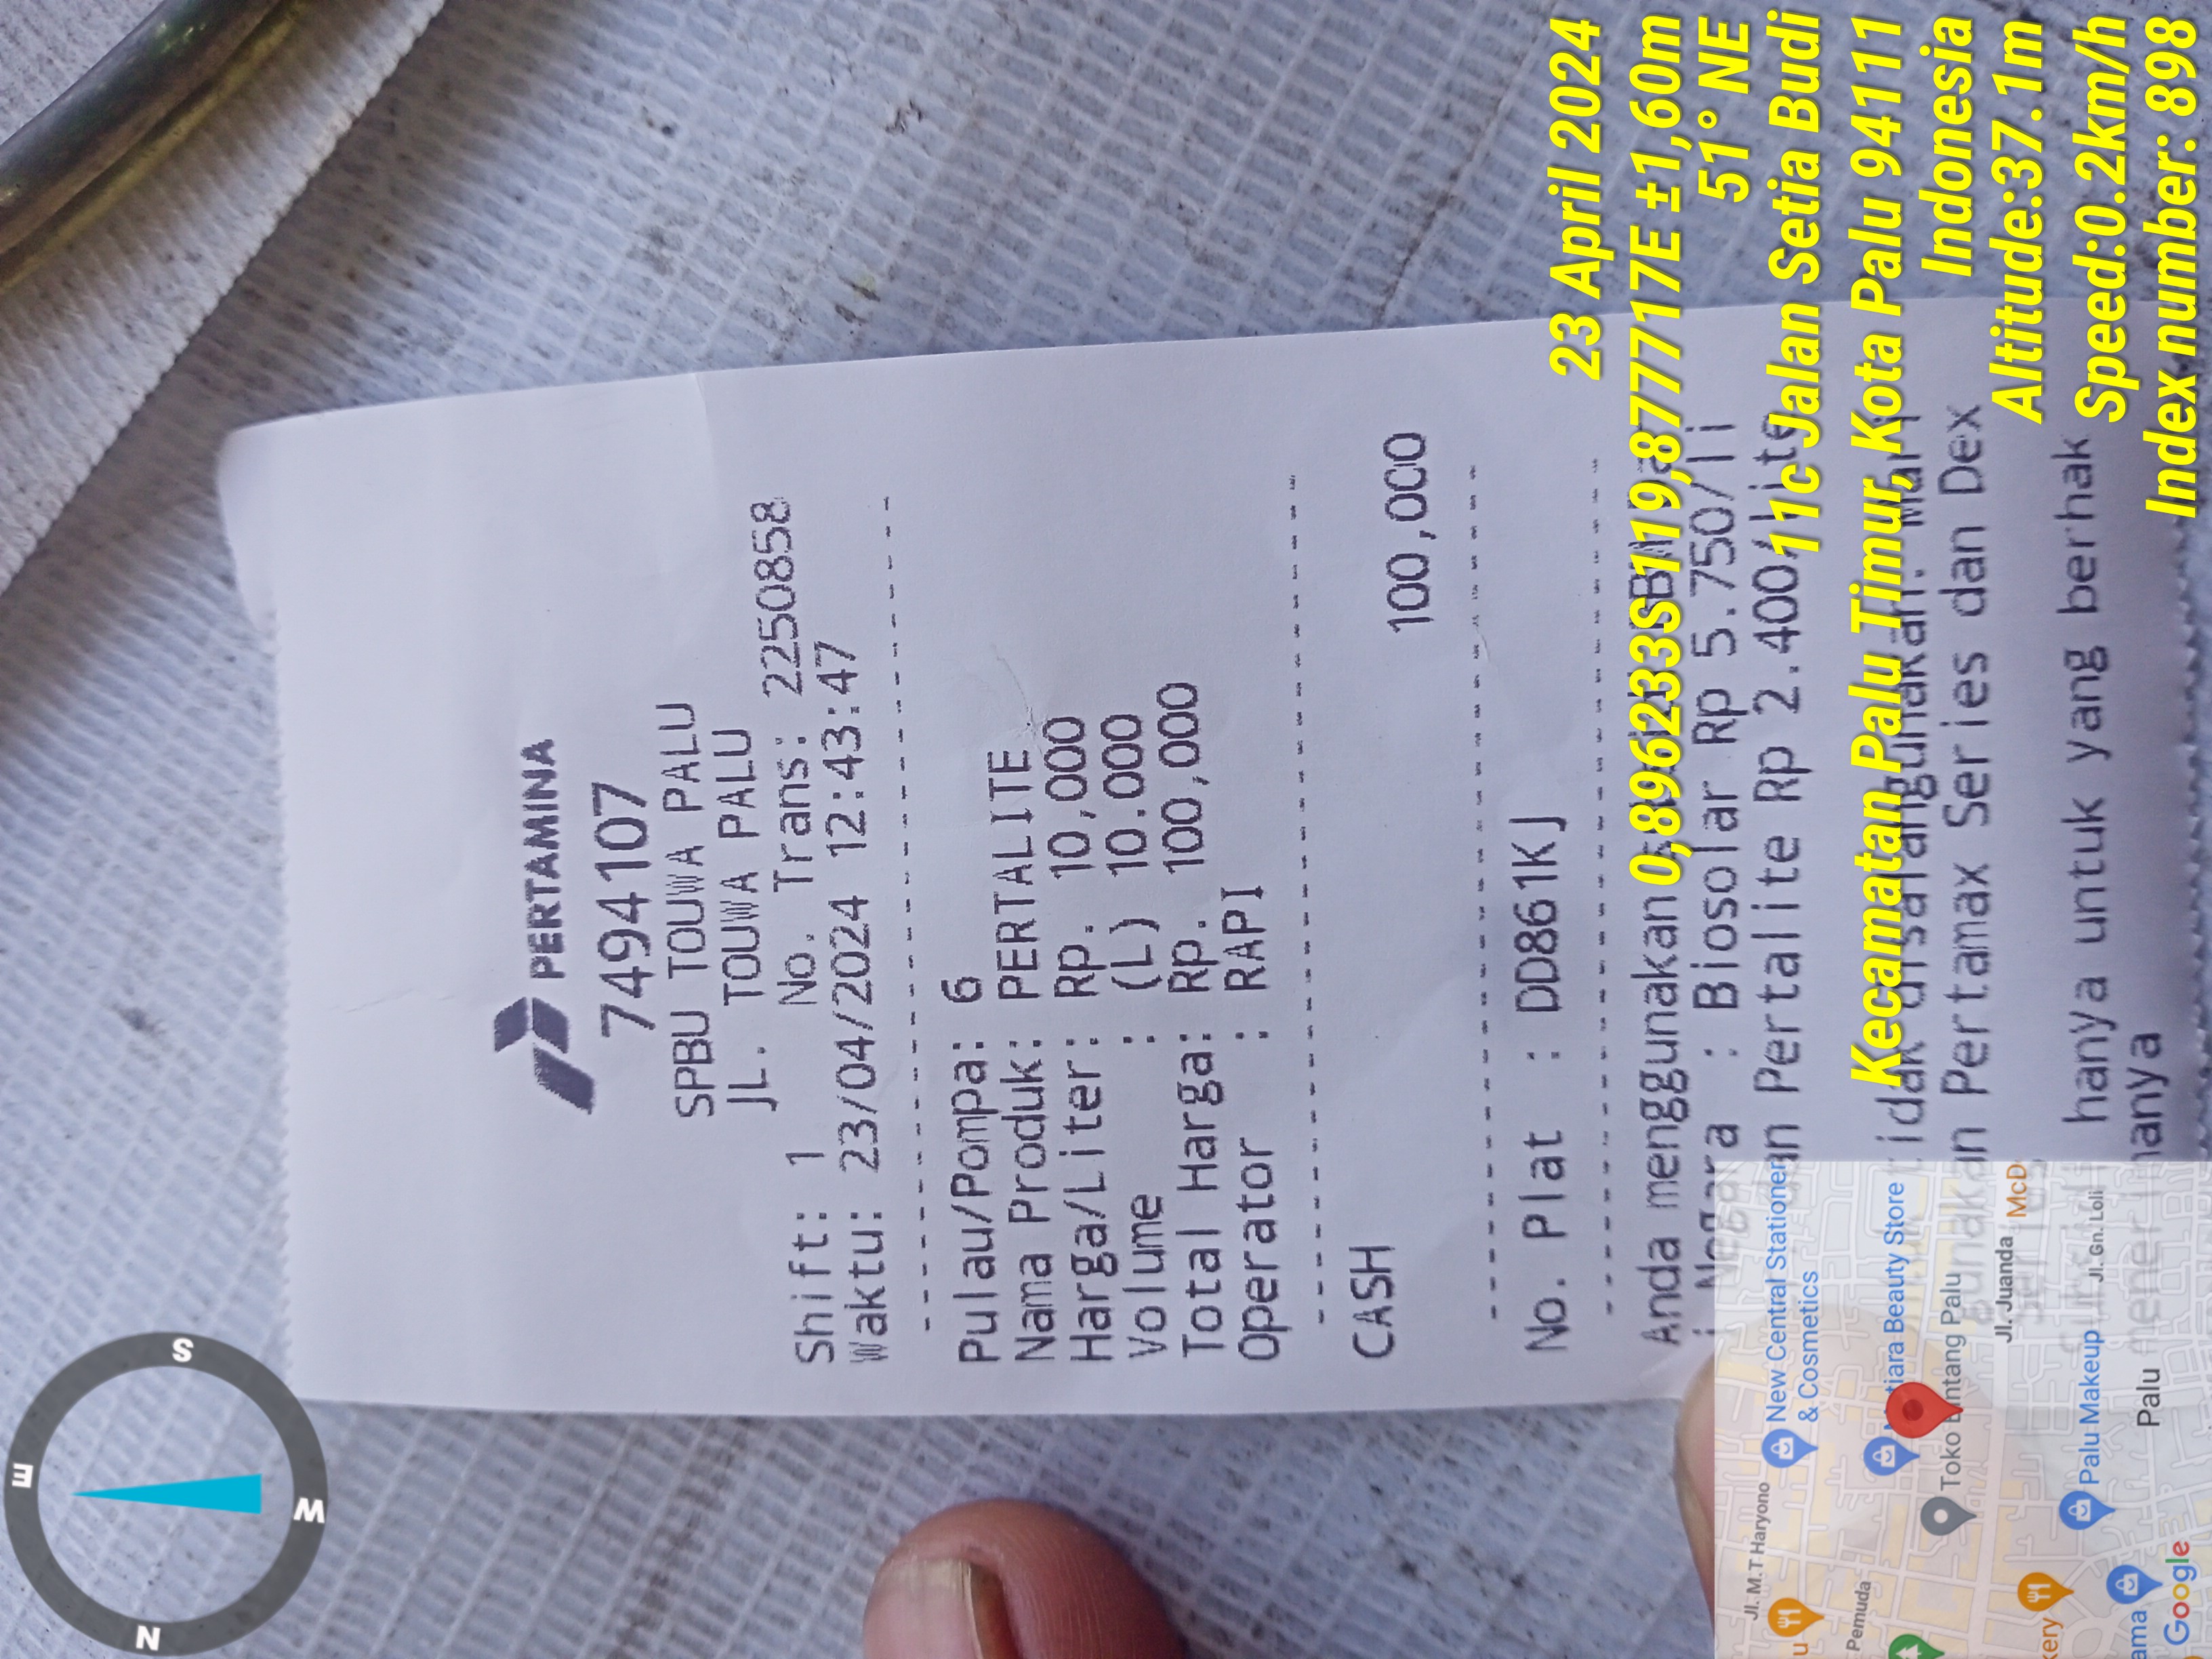 PERTAMINA
7494107
SPBU TOUWA PALU
JL. TOUWA PALU
Shift: 1 No. Trans: 2250858
Waktu: 23/04/2024 12:43:47
--------------------------------
Pulau/Pompa: 6
Nama Produk: PERTALITE
Harga/Liter: Rp. 10,000
Volume : (L) 10.000
Total Harga: Rp. 100,000
Operator : RAPI
--------------------------------
CASH 100,000
--------------------------------
No. Plat : DD861KJ
--------------------------------
Anda menggunakan
: Biosolar Rp 5.750/li
Pertalite Rp 2.400/lite
Pertamax Series dan Dex
hanya untuk yang berhak
23 April 2024
0,896233S 119,877717E ±1,60m
51° NE
11c Jalan Setia Budi
Kecamatan Palu Timur, Kota Palu 94111
Indonesia
Altitude:37.1m
Speed:0.2km/h
Index number: 898
N
E
S
W
Jl. M.T Haryono
New Central Stationer
& Cosmetics
Pemuda
tiara Beauty Store
Toko
ntang Palu
Jl. Juanda
McD
Palu Makeup
Jl. Gn. Loli
Palu
kery
ama
Google